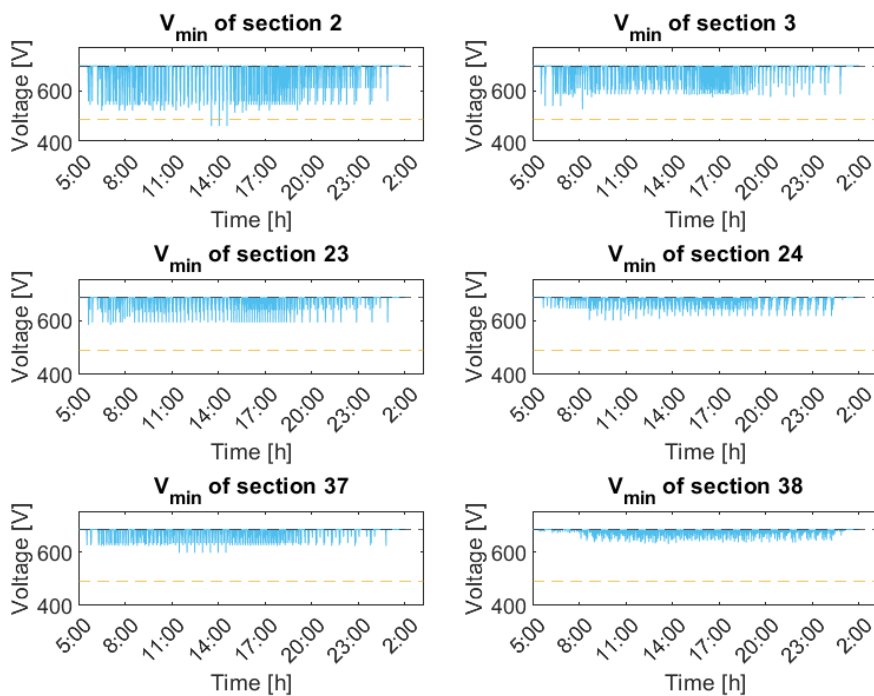 V_min of section 2
Voltage [V]
600
400
5:00 8:00 11:00 14:00 17:00 20:00 23:00 2:00
Time [h]
V_min of section 3
Voltage [V]
600
400
5:00 8:00 11:00 14:00 17:00 20:00 23:00 2:00
Time [h]
V_min of section 23
Voltage [V]
600
400
5:00 8:00 11:00 14:00 17:00 20:00 23:00 2:00
Time [h]
V_min of section 24
Voltage [V]
600
400
5:00 8:00 11:00 14:00 17:00 20:00 23:00 2:00
Time [h]
V_min of section 37
Voltage [V]
600
400
5:00 8:00 11:00 14:00 17:00 20:00 23:00 2:00
Time [h]
V_min of section 38
Voltage [V]
600
400
5:00 8:00 11:00 14:00 17:00 20:00 23:00 2:00
Time [h]